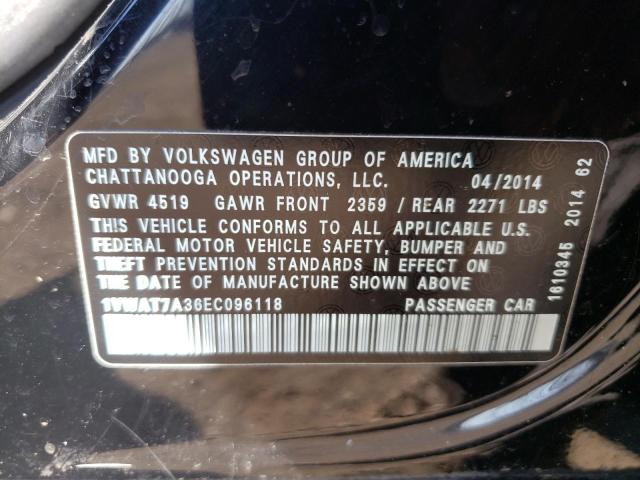 MFD BY VOLKSWAGEN GROUP OF AMERICA
CHATTANOOGA OPERATIONS, LLC. 04/2014
GVWR 4519 GAWR FRONT 2359 / REAR 2271 LBS
THIS VEHICLE CONFORMS TO ALL APPLICABLE U.S.
FEDERAL MOTOR VEHICLE SAFETY, BUMPER AND
THEFT PREVENTION STANDARDS IN EFFECT ON
THE DATE OF MANUFACTURE SHOWN ABOVE
1VWAT7A36EC096118 PASSENGER CAR
1610345 2014 62